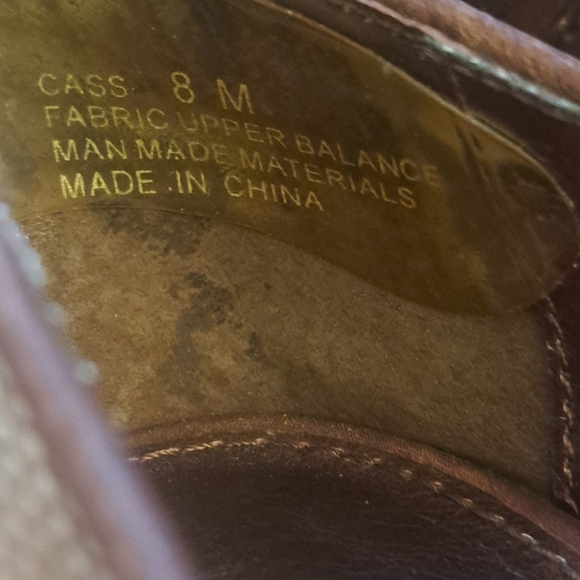 CASS 8 M
FABRIC UPPER BALANCE
MAN MADE MATERIALS
MADE IN CHINA